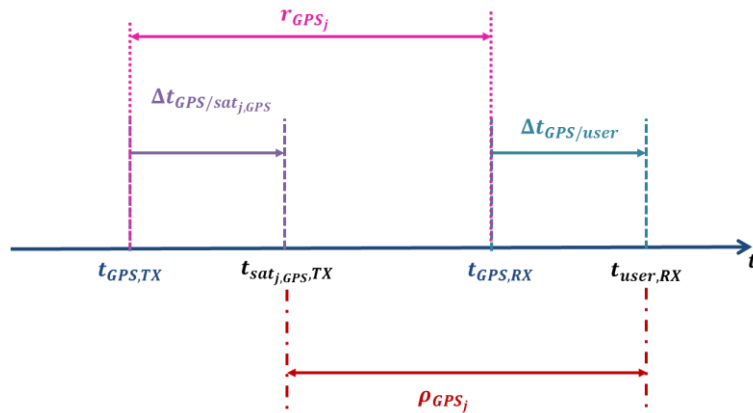 r_{GPS_j}
Δt_{GPS/sat_{j,GPS}}
Δt_{GPS/user}
t_{GPS,TX} t_{sat_{j,GPS},TX} t_{GPS,RX} t_{user,RX} t
ρ_{GPS_j}